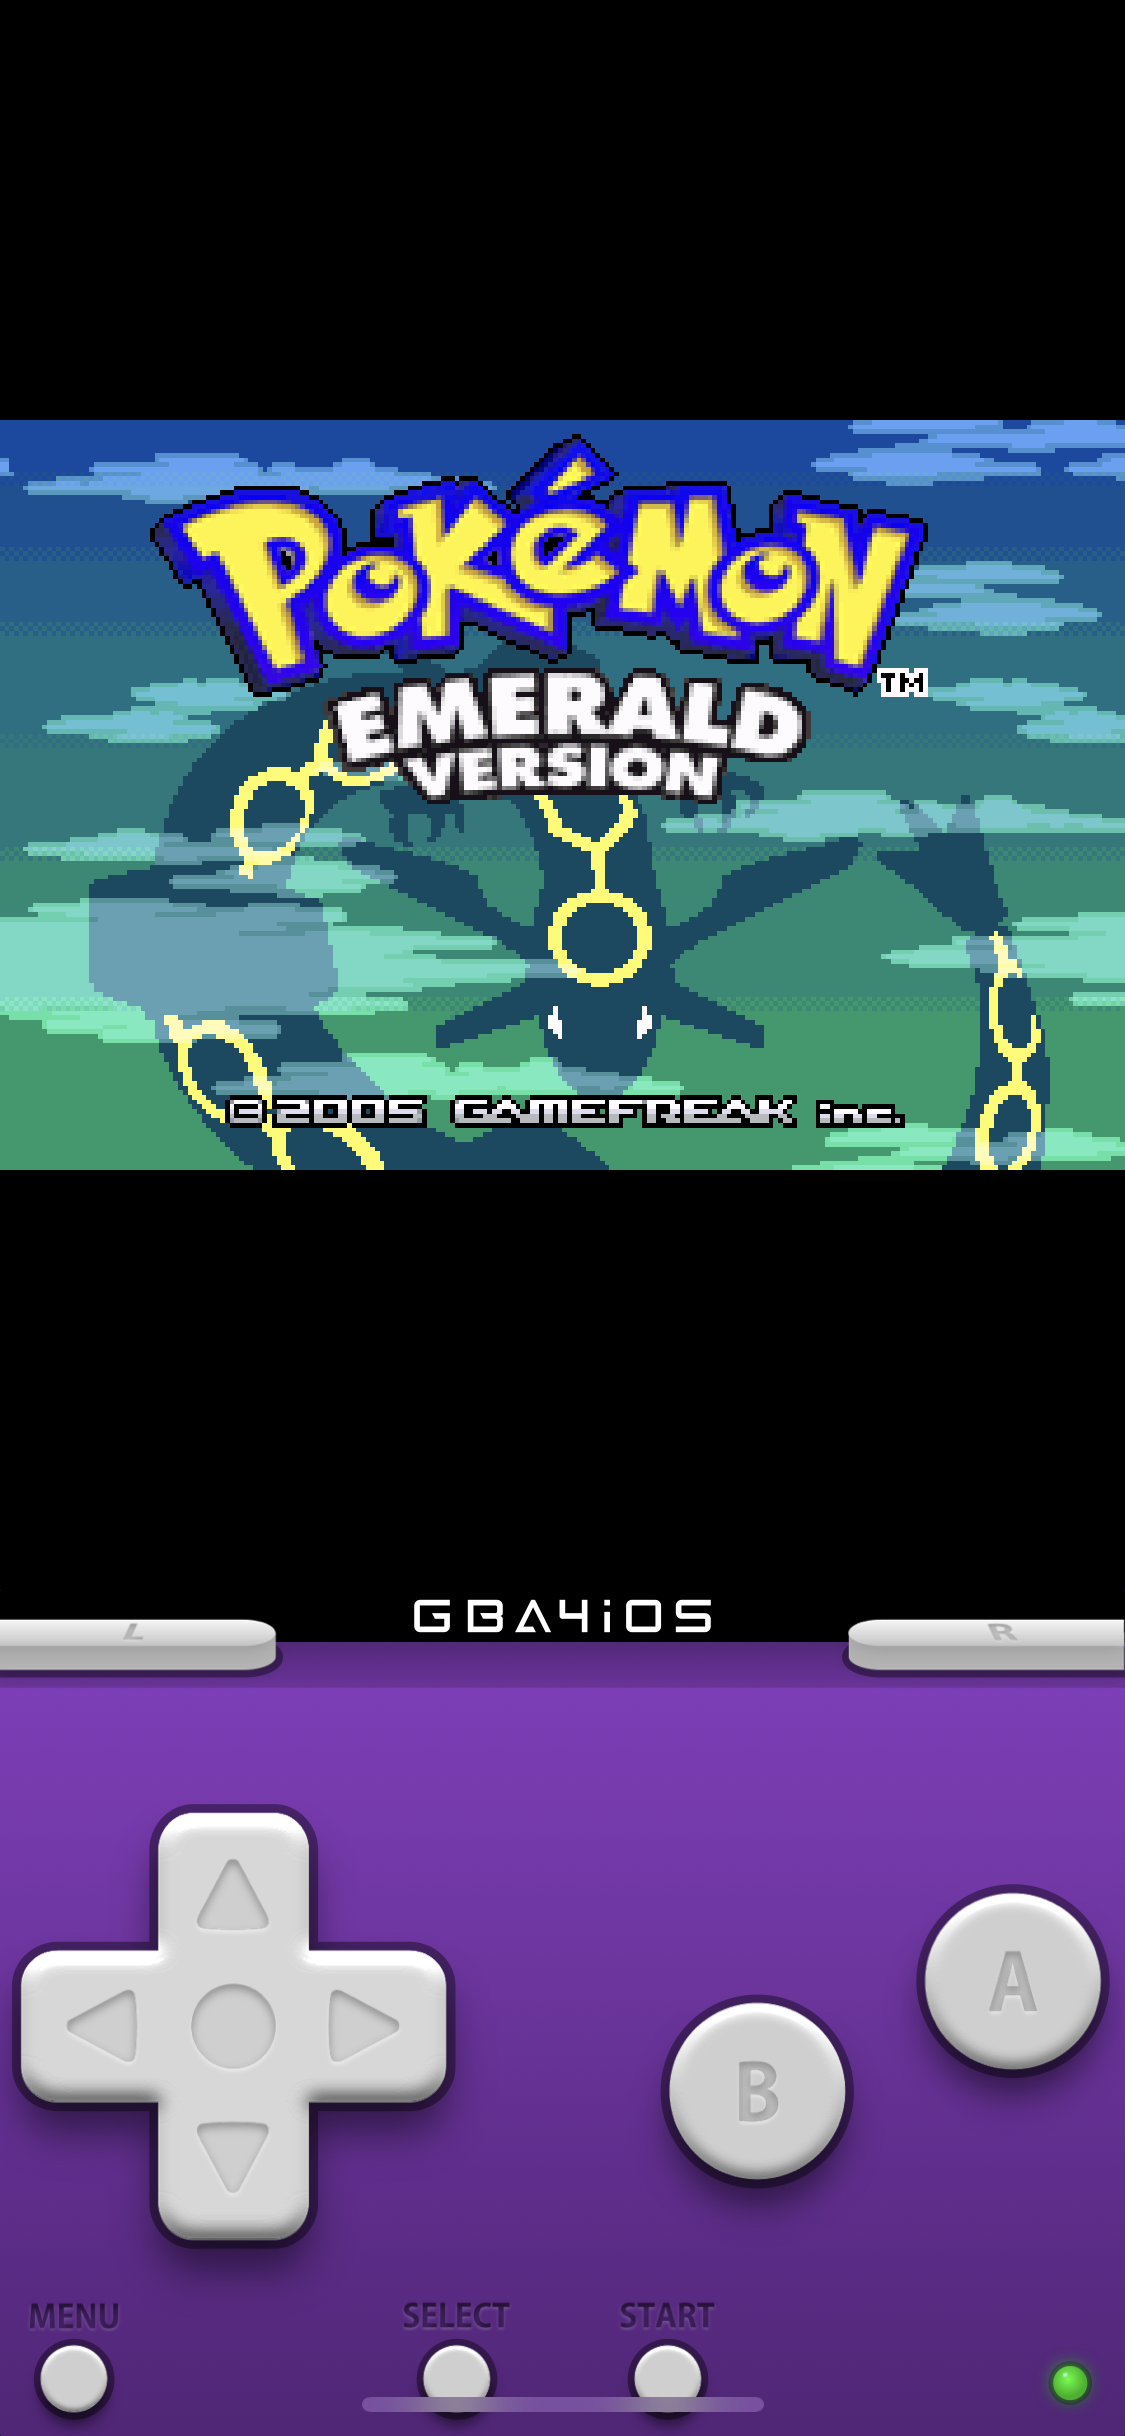 POKéMON
TM
EMERALD
VERSION
©2005 GAMEFREAK inc.
GBA4iOS
L
R
A
B
MENU
SELECT
START